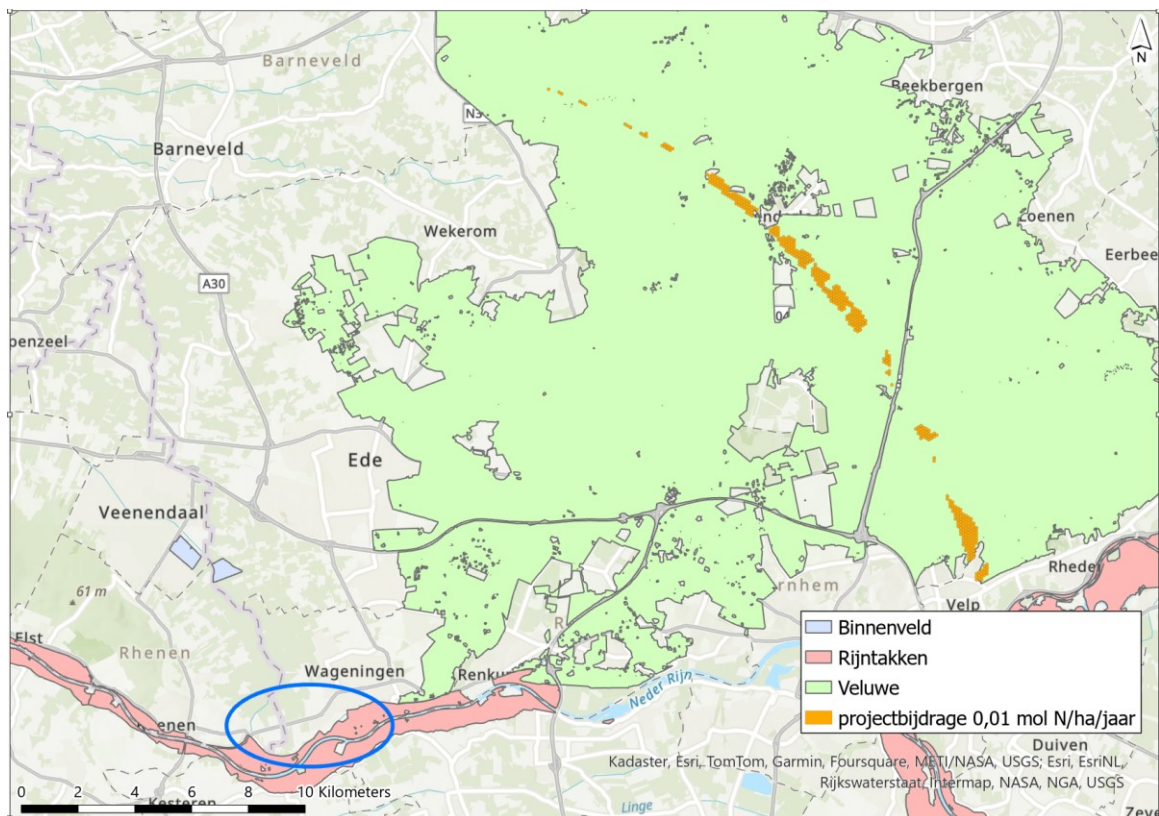 N
Barneveld
Beekbergen
N3
Barneveld
Loenen
Wekerom
Eerbee
A30
penzeel
Ede
Veenendaal
61 m
Rheder
rnhem
Velp
Elst
Rhenen
Wageningen
Renku
R
Neder Rijn
enen
Kesteren
Linge
Duiven
Zeve
Binnenveld
Rijntakken
Veluwe
projectbijdrage 0,01 mol N/ha/jaar
Kadaster, Esri, TomTom, Garmin, Foursquare, METI/NASA, USGS; Esri, EsriNL,
Rijkswaterstaat, Intermap, NASA, NGA, USGS
0 2 4 6 8 10 Kilometers